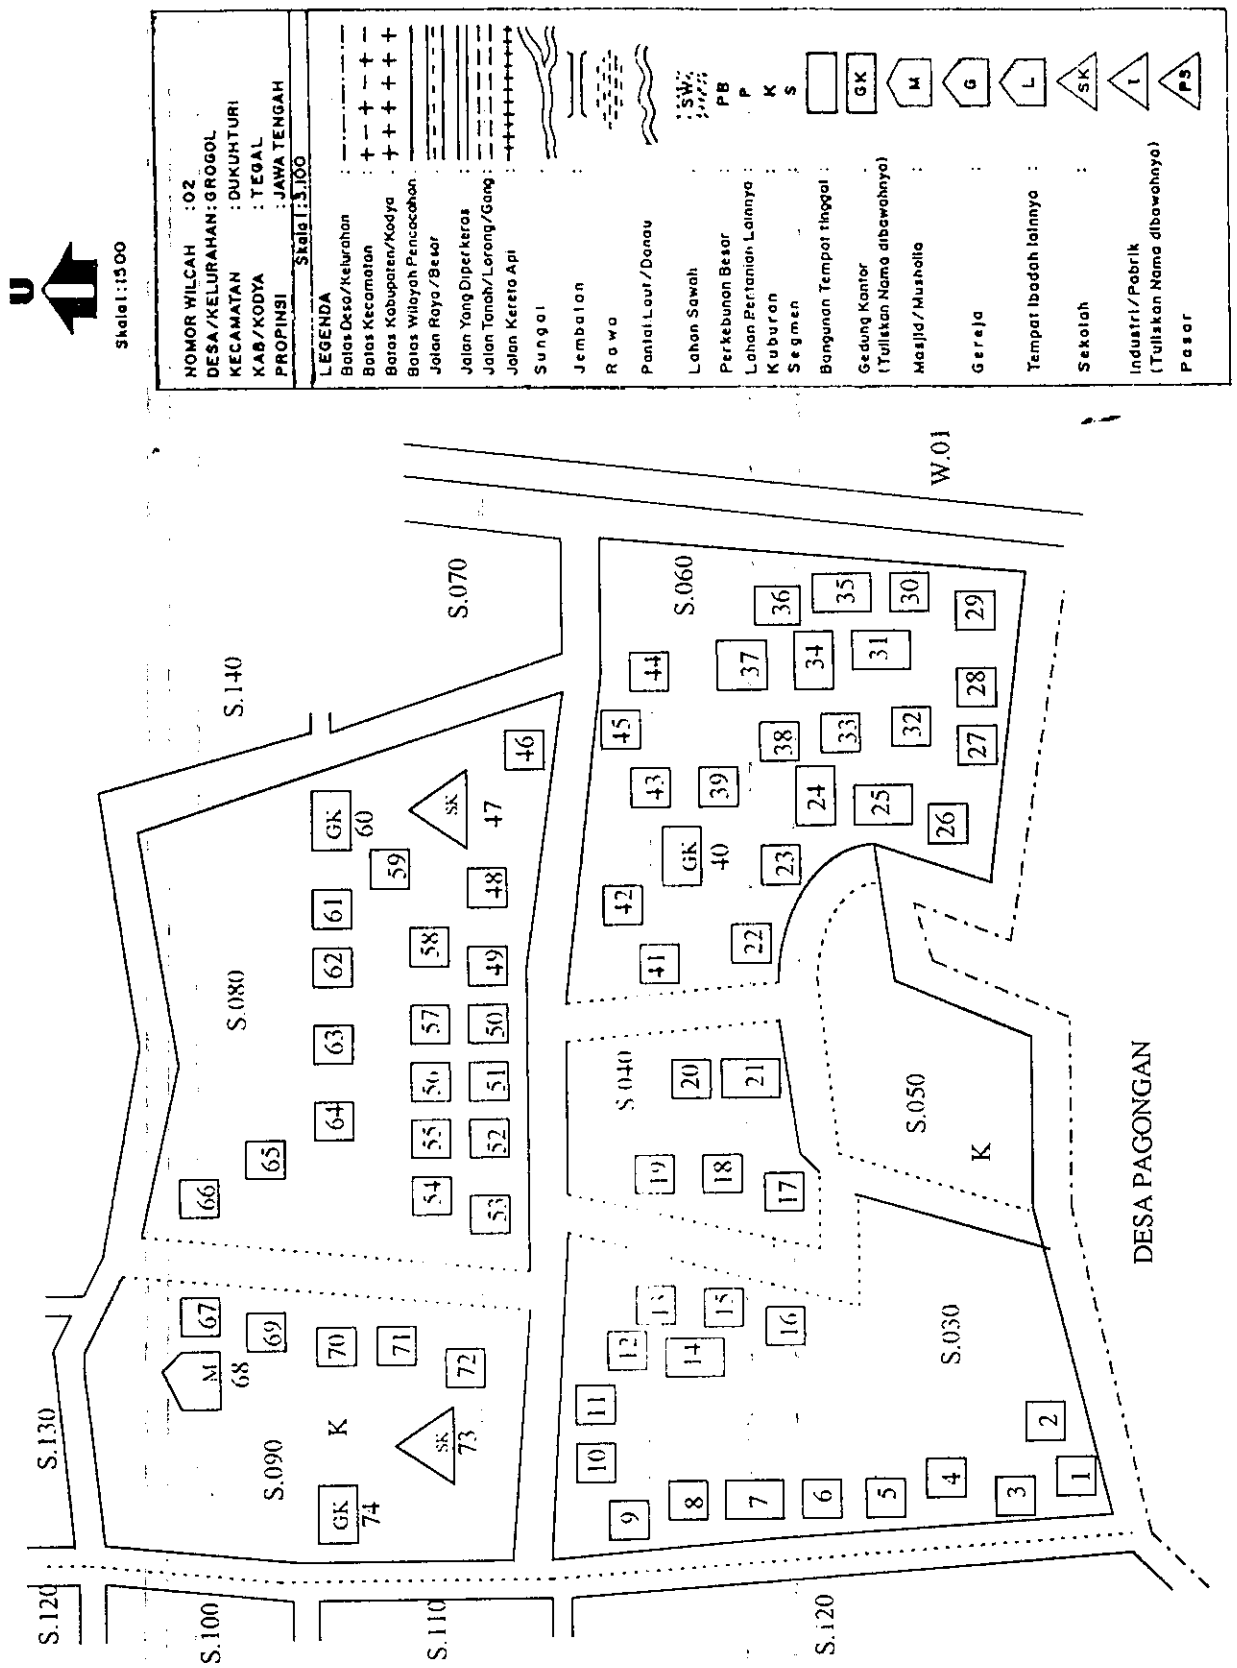 U
Skala 1:1500
NOMOR WILCAH : 02
DESA/KELURAHAN : GROGOL
KECAMATAN : DUKUHTURI
KAB/KODYA : TEGAL
PROPINSI : JAWA TENGAH
Skala 1:3.100
LEGENDA
Batas Desa/Kelurahan :
Batas Kecamatan :
Batas Kabupaten/Kodya .
Batas Wilayah Pencacahan .
Jalan Raya/Besar :
Jalan Yang Diperkeras :
Jalan Tanah/Lorong/Gang :
Jalan Kereta Api :
Sungai .
Jembatan :
Rawa :
Pantai Laut/Danau :
Lahan Sawah . SW
Perkebunan Besar : PB
Lahan Pertanian Lainnya : P
Kuburan : K
Segmen : S
Bangunan Tempat tinggal :
Gedung Kantor . GK
(Tuliskan Nama dibawahnya)
Masjid/Musholla : M
Gereja : G
Tempat Ibadah lainnya : L
Sekolah : SK
Industri/Pabrik I
(Tuliskan Nama dibawahnya)
Pasar PS
S.120
S.130
S.140
S.100
S.090
S.080
S.070
66
67
M
68
65
69
GK
74
K
70
64
63
62
61
GK
60
71
59
S.110
SK
73
72
54
55
56
57
58
SK
47
53
52
51
50
49
48
46
10
11
9
12
13
S.040
42
45
8
14
19
41
43
44
S.060
7
15
18
20
GK
40
39
37
6
16
17
21
22
23
38
36
S.120
5
24
34
33
35
4
S.030
S.050
25
31
32
30
3
2
K
26
27
28
29
1
W.01
DESA PAGONGAN